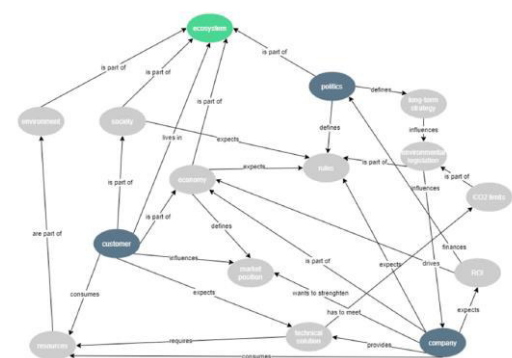 ecosystem
is part of
is part of
is part of
politics
defines
long-term
strategy
is part of
environment
society
defines
influences
lives in
expects
rules
environmental
legislation
is part of
economy
expects
influences
is part of
CO2 limits
is part of
is part of
are part of
defines
customer
is part of
finances
influences
market
position
expects
drives
ROI
consumes
expects
wants to strenghten
has to meet
expects
technical
solution
requires
provides
company
resources
consumes